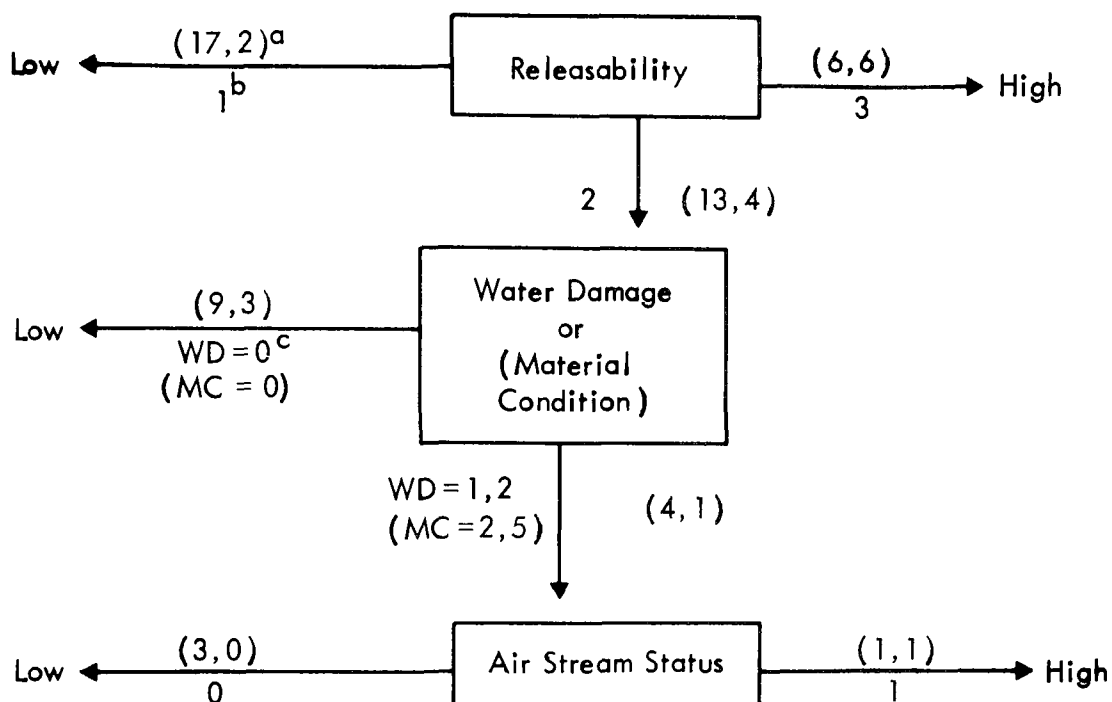 (17,2)a
Low
1b
Releasability
(6,6)
High
3
2 (13,4)
(9,3)
Low
WD=0c
(MC = 0)
Water Damage
or
(Material
Condition)
WD=1,2
(MC=2,5)
(4,1)
(3,0)
Low
0
Air Stream Status
(1,1)
High
1